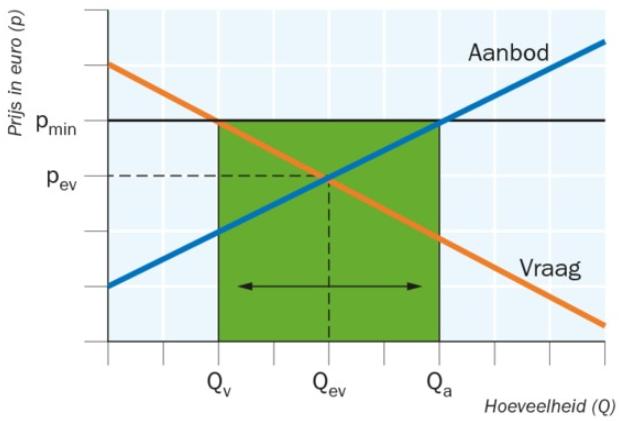 Prijs in euro (p)
Aanbod
pmin
pev
Vraag
Qv
Qev
Qa
Hoeveelheid (Q)